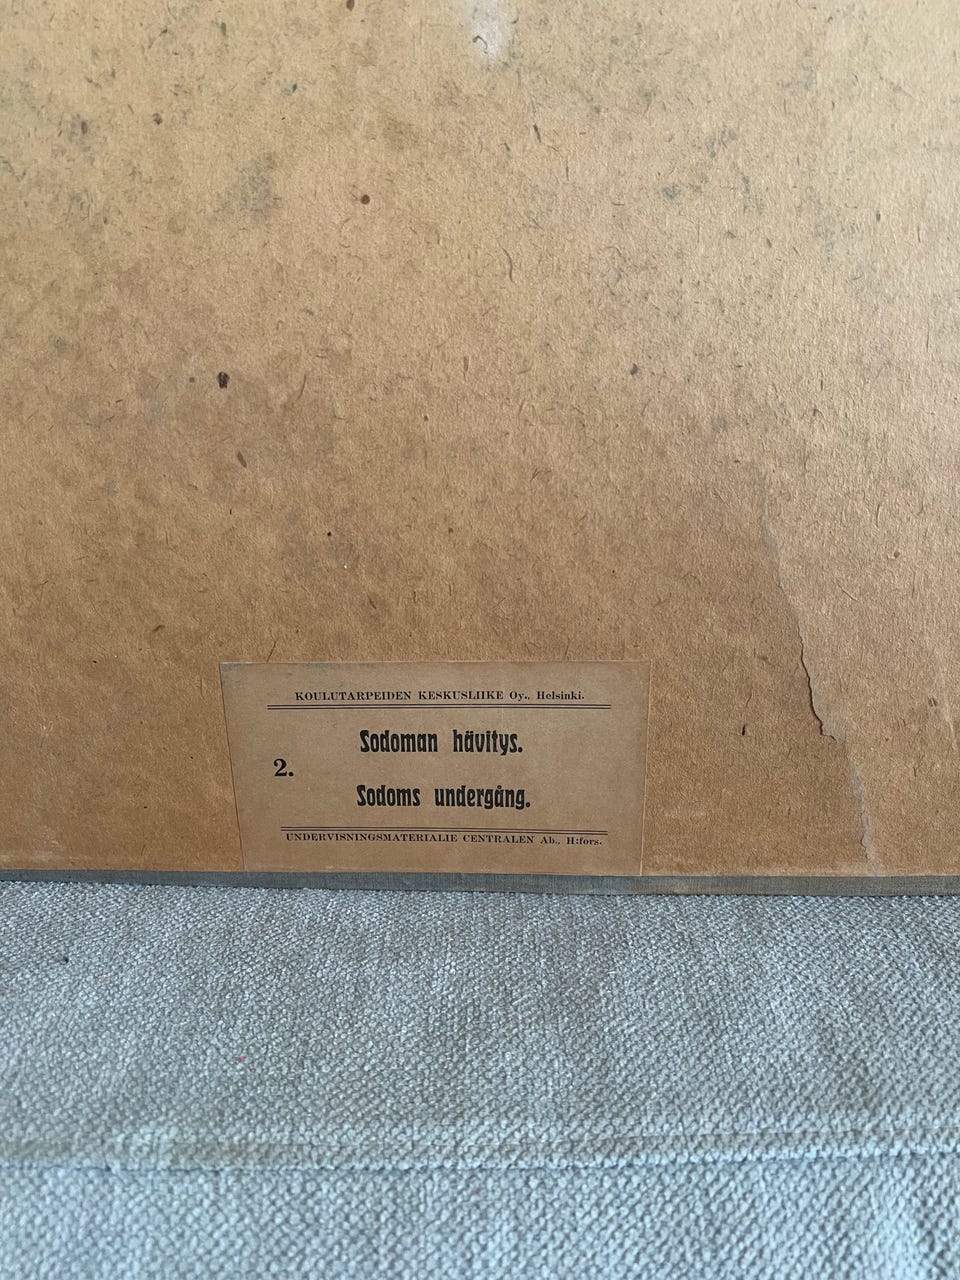 KOULUTARPEIDEN KESKUSLIIKE Oy., Helsinki.
Sodoman hävitys.
2.
Sodoms undergång.
UNDERVISNINGSMATERIALIE CENTRALEN Ab., H:fors.